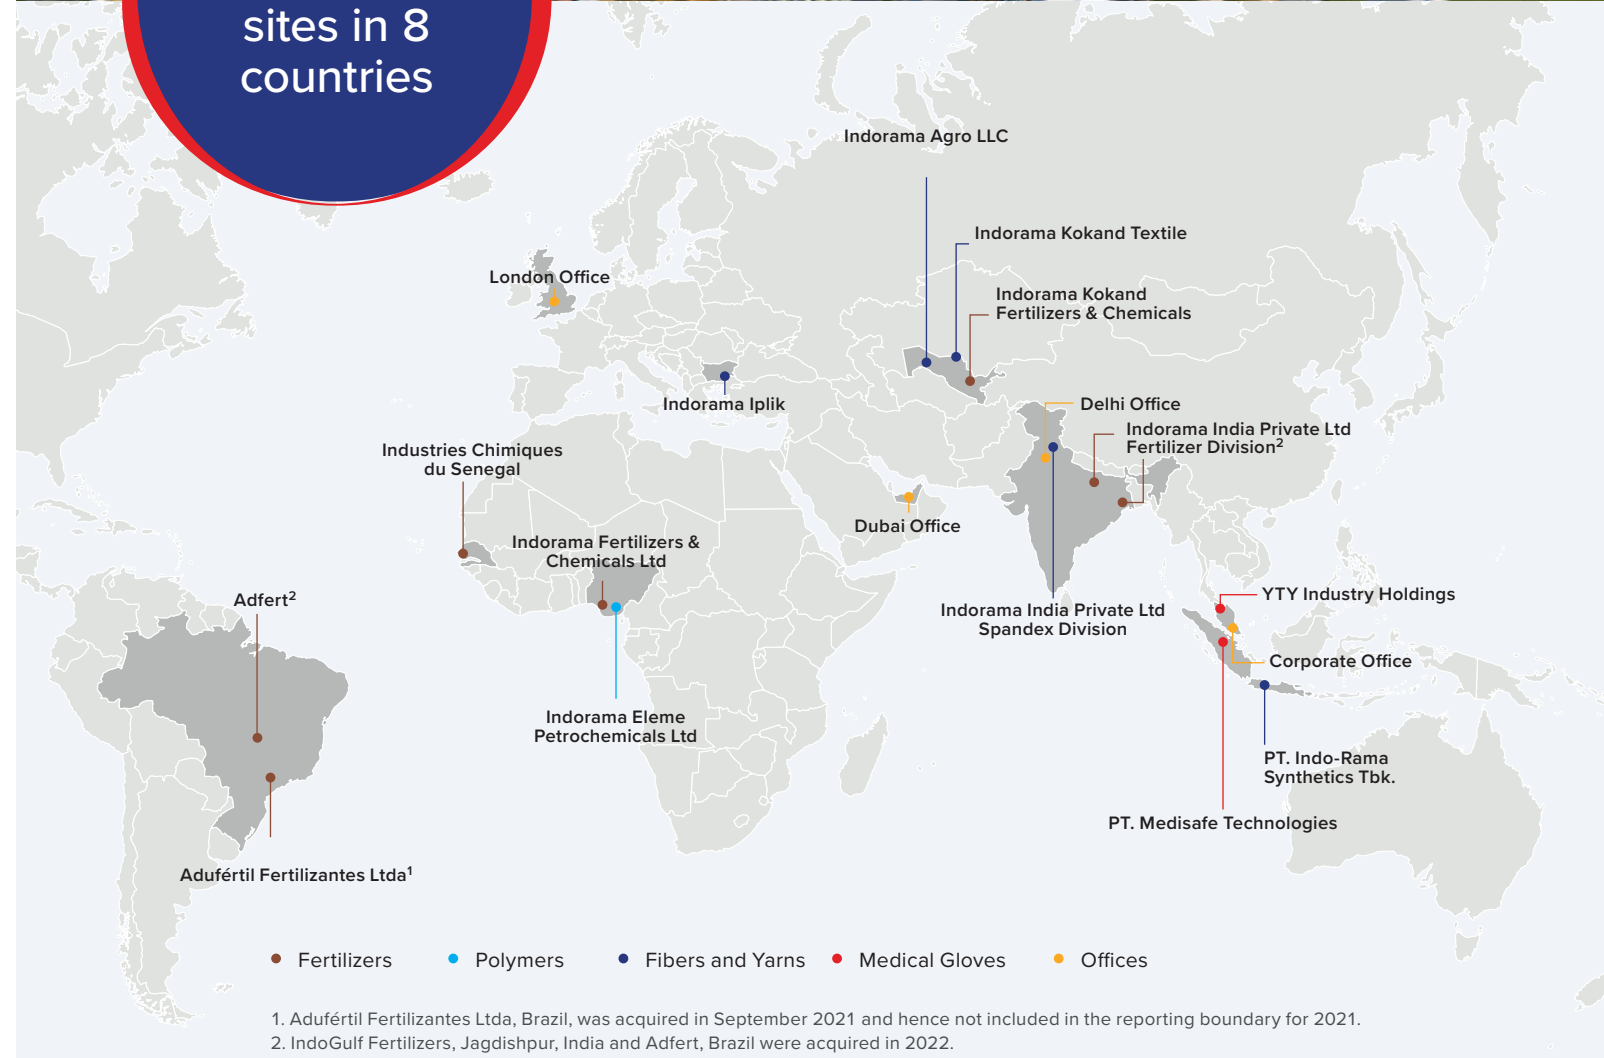 sites in 8
countries
Indorama Agro LLC
Indorama Kokand Textile
London Office
Indorama Kokand
Fertilizers & Chemicals
Indorama Iplik
Delhi Office
Indorama India Private Ltd
Fertilizer Division²
Industries Chimiques
du Senegal
Dubai Office
Indorama Fertilizers &
Chemicals Ltd
Adfert²
YTY Industry Holdings
Indorama India Private Ltd
Spandex Division
Corporate Office
Indorama Eleme
Petrochemicals Ltd
PT. Indo-Rama
Synthetics Tbk.
PT. Medisafe Technologies
Adufértil Fertilizantes Ltda¹
Fertilizers
Polymers
Fibers and Yarns
Medical Gloves
Offices
1. Adufértil Fertilizantes Ltda, Brazil, was acquired in September 2021 and hence not included in the reporting boundary for 2021.
2. IndoGulf Fertilizers, Jagdishpur, India and Adfert, Brazil were acquired in 2022.